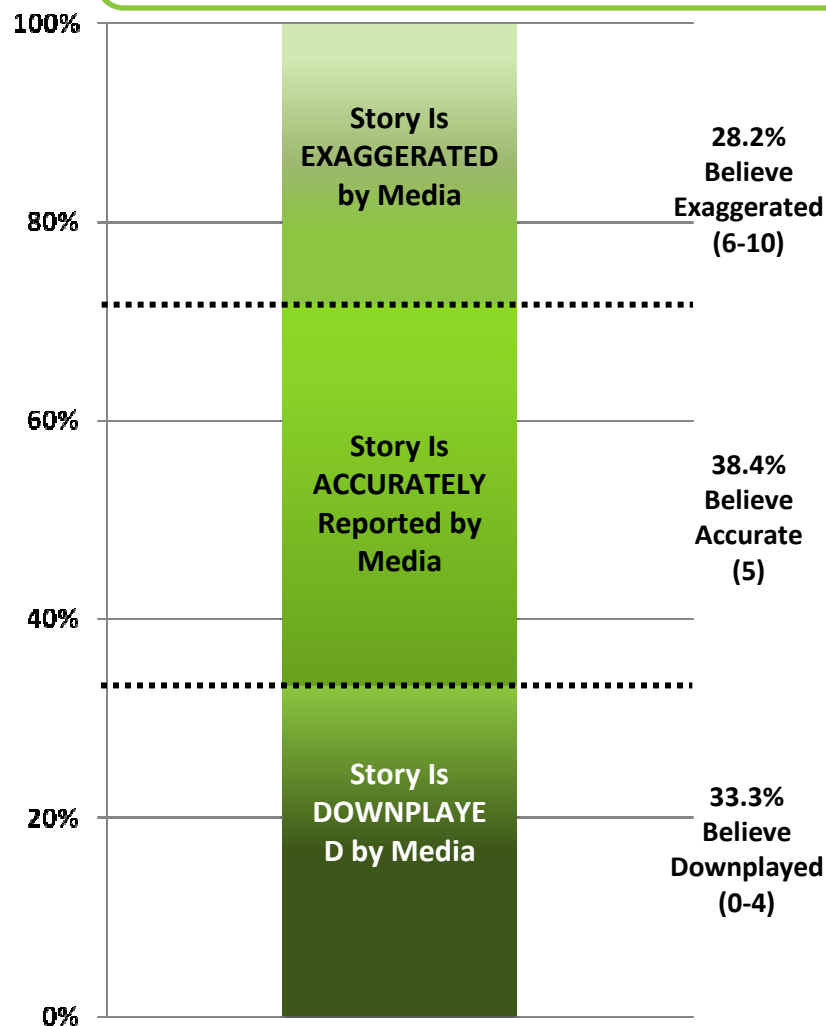 100%
Story Is
EXAGGERATED
by Media
28.2%
Believe
Exaggerated
(6-10)
80%
60%
Story Is
ACCURATELY
Reported by
Media
38.4%
Believe
Accurate
(5)
40%
Story Is
DOWNPLAYE
D by Media
33.3%
Believe
Downplayed
(0-4)
20%
0%